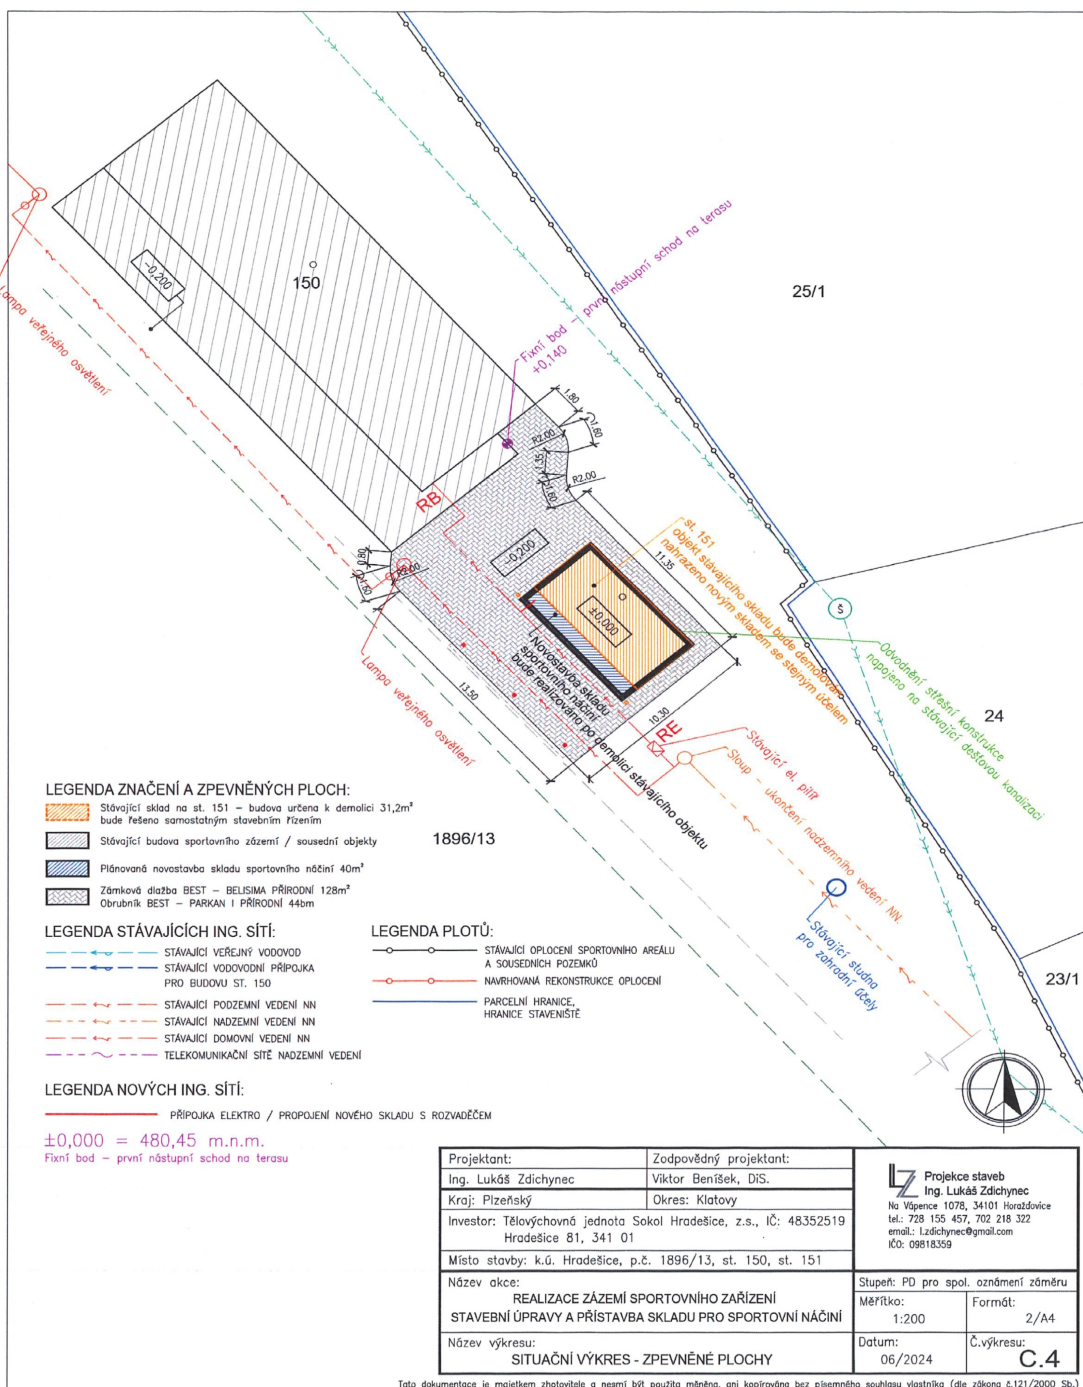 25/1
150
-0,200
Lampa veřejného osvětlení
Fixní bod – první nástupní schod na terasu
+0,140
1.80
R2.00
1.60
1.35
1.60
R2.00
RB
0.80
R2.00
1.60
-0,200
±0,000
11.35
st. 151
objekt stávajícího skladu bude demolován
nahrazeno novým skladem se stejným účelem
Š
Odvodnění střešní konstrukce
napojeno na stávající dešťovou kanalizaci
24
Novostavba skladu
sportovního náčiní
bude realizováno po demolici stávajícího objektu
13.50
10.30
Lampa veřejného osvětlení
RE
Stávající el. pilíř
Sloup – ukončení nadzemního vedení NN.
Stávající studna
pro zahradní účely
1896/13
23/1
LEGENDA ZNAČENÍ A ZPEVNĚNÝCH PLOCH:
Stávající sklad na st. 151 – budova určena k demolici 31,2m²
bude řešena samostatným stavebním řízením
Stávající budova sportovního zázemí / sousední objekty
Plánovaná novostavba skladu sportovního náčiní 40m²
Zámková dlažba BEST – BELISIMA PŘÍRODNÍ 128m²
Obrubník BEST – PARKAN I PŘÍRODNÍ 44bm
LEGENDA STÁVAJÍCÍCH ING. SÍTÍ:
STÁVAJÍCÍ VEŘEJNÝ VODOVOD
STÁVAJÍCÍ VODOVODNÍ PŘÍPOJKA
PRO BUDOVU ST. 150
STÁVAJÍCÍ PODZEMNÍ VEDENÍ NN
STÁVAJÍCÍ NADZEMNÍ VEDENÍ NN
STÁVAJÍCÍ DOMOVNÍ VEDENÍ NN
TELEKOMUNIKAČNÍ SÍTĚ NADZEMNÍ VEDENÍ
LEGENDA PLOTŮ:
STÁVAJÍCÍ OPLOCENÍ SPORTOVNÍHO AREÁLU
A SOUSEDNÍCH POZEMKŮ
NAVRHOVANÁ REKONSTRUKCE OPLOCENÍ
PARCELNÍ HRANICE,
HRANICE STAVENIŠTĚ
LEGENDA NOVÝCH ING. SÍTÍ:
PŘÍPOJKA ELEKTRO / PROPOJENÍ NOVÉHO SKLADU S ROZVADĚČEM
±0,000 = 480,45 m.n.m.
Fixní bod – první nástupní schod na terasu
Projektant:
Zodpovědný projektant:
Ing. Lukáš Zdichynec
Viktor Beníšek, DiS.
Kraj: Plzeňský
Okres: Klatovy
Investor: Tělovýchovná jednota Sokol Hradešice, z.s., IČ: 48352519
Hradešice 81, 341 01
Místo stavby: k.ú. Hradešice, p.č. 1896/13, st. 150, st. 151
LZ
Projekce staveb
Ing. Lukáš Zdichynec
Na Vápence 1078, 34101 Horažďovice
tel.: 728 155 457, 702 218 322
email.: l.zdichynec@gmail.com
IČO: 09818359
Název akce:
REALIZACE ZÁZEMÍ SPORTOVNÍHO ZAŘÍZENÍ
STAVEBNÍ ÚPRAVY A PŘÍSTAVBA SKLADU PRO SPORTOVNÍ NÁČINÍ
Stupeň: PD pro spol. oznámení záměru
Měřítko:
1:200
Formát:
2/A4
Název výkresu:
SITUAČNÍ VÝKRES - ZPEVNĚNÉ PLOCHY
Datum:
06/2024
Č.výkresu:
C.4
Tato dokumentace je majetkem zhotovitele a nesmí být použita měněna, ani kopírována bez písemného souhlasu vlastníka (dle zákona č.121/2000 Sb.)